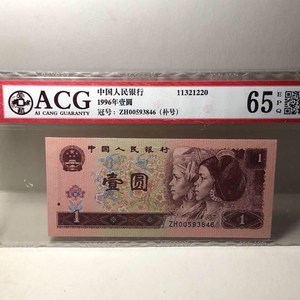 ACG
AI CANG GUARANTY
中国人民银行 11321220
1996年壹圆
冠号：ZH00593846（补号）
65 EPQ
中国人民银行
壹圆
1
1
ZH00593846